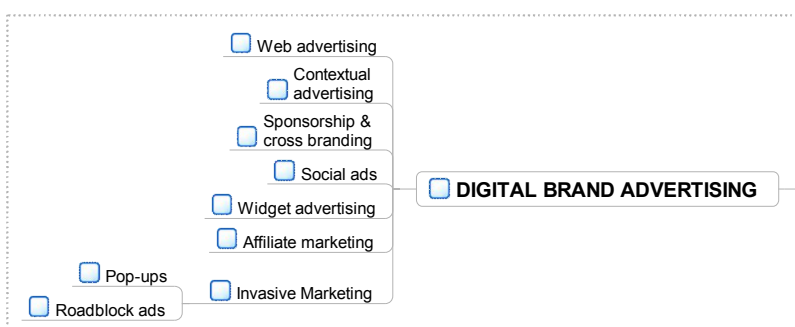 Web advertising
Contextual
advertising
Sponsorship &
cross branding
Social ads
DIGITAL BRAND ADVERTISING
Widget advertising
Affiliate marketing
Pop-ups
Invasive Marketing
Roadblock ads